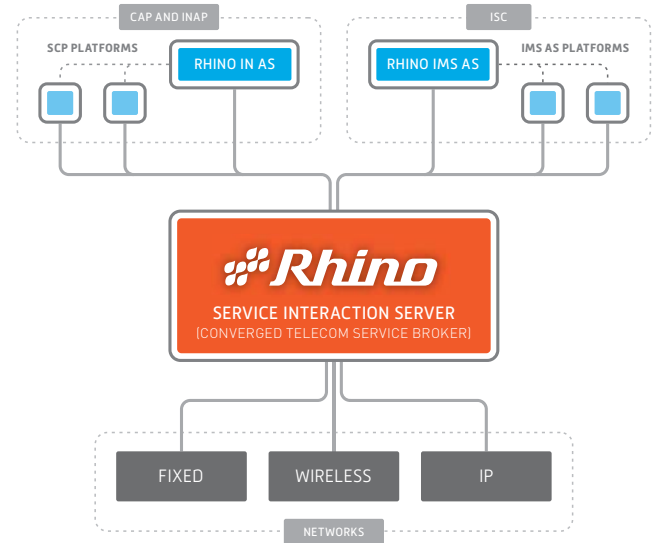 CAP AND INAP
ISC
SCP PLATFORMS
IMS AS PLATFORMS
RHINO IN AS
RHINO IMS AS
Rhino
SERVICE INTERACTION SERVER
(CONVERGED TELECOM SERVICE BROKER)
FIXED
WIRELESS
IP
NETWORKS